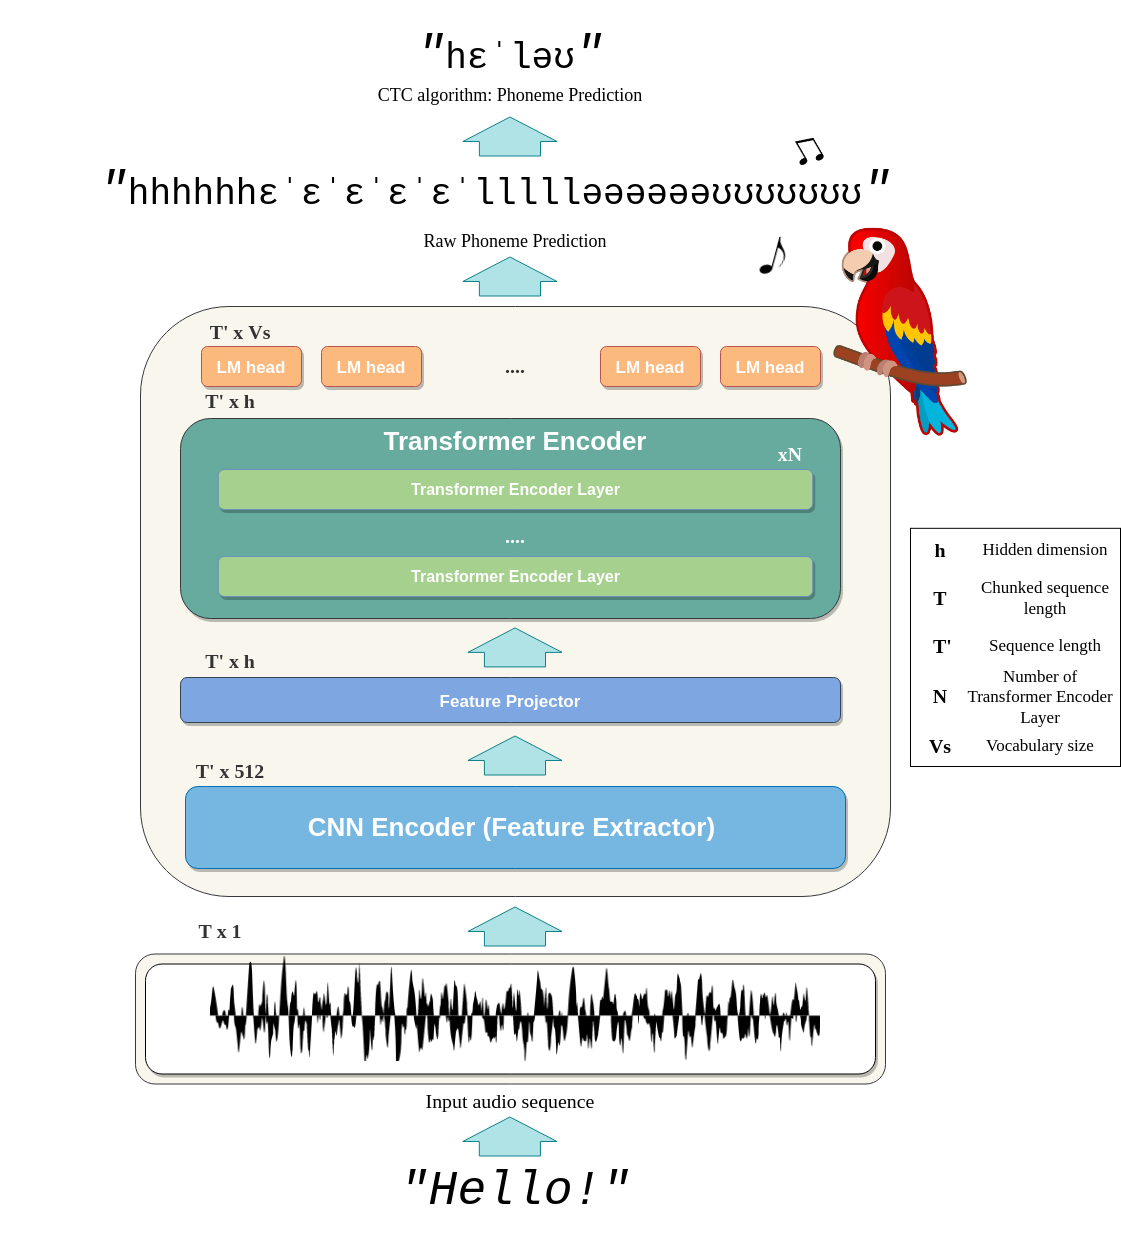 "hɛˈləʊ"
CTC algorithm: Phoneme Prediction
"hhhhhhɛˈɛˈɛˈɛˈɛˈllllləəəəəəʊʊʊʊʊʊʊ"
Raw Phoneme Prediction
T' x Vs
LM head LM head .... LM head LM head
T' x h
Transformer Encoder
xN
Transformer Encoder Layer
....
Transformer Encoder Layer
T' x h
Feature Projector
T' x 512
CNN Encoder (Feature Extractor)
T x 1
Input audio sequence
"Hello!"
h Hidden dimension
T Chunked sequence
length
T' Sequence length
N Number of
Transformer Encoder
Layer
Vs Vocabulary size